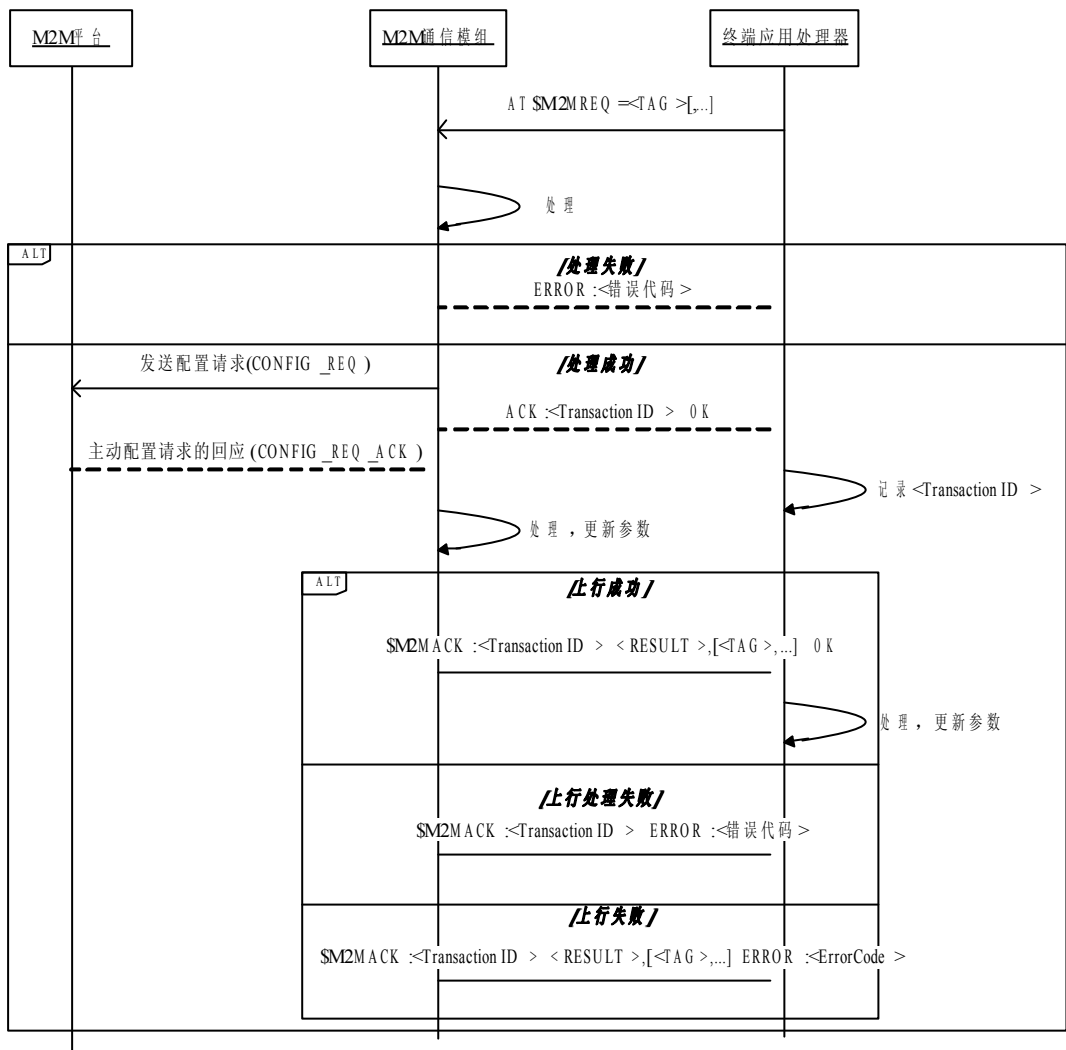 M2M平台
M2M通信模组
终端应用处理器
AT $M2MREQ =<TAG >[,...]
处理
ALT
[处理失败]
ERROR :<错误代码 >
发送配置请求(CONFIG _REQ )
[处理成功]
ACK :<Transaction ID > OK
主动配置请求的回应 (CONFIG _REQ _ACK )
记录 <Transaction ID >
处理 ，更新参数
ALT
[上行成功]
$M2MACK :<Transaction ID > < RESULT >,[<TAG >,...] OK
处理 ，更新参数
[上行处理失败]
$M2MACK :<Transaction ID > ERROR :<错误代码 >
[上行失败]
$M2MACK :<Transaction ID > < RESULT >,[<TAG >,...] ERROR :<ErrorCode >